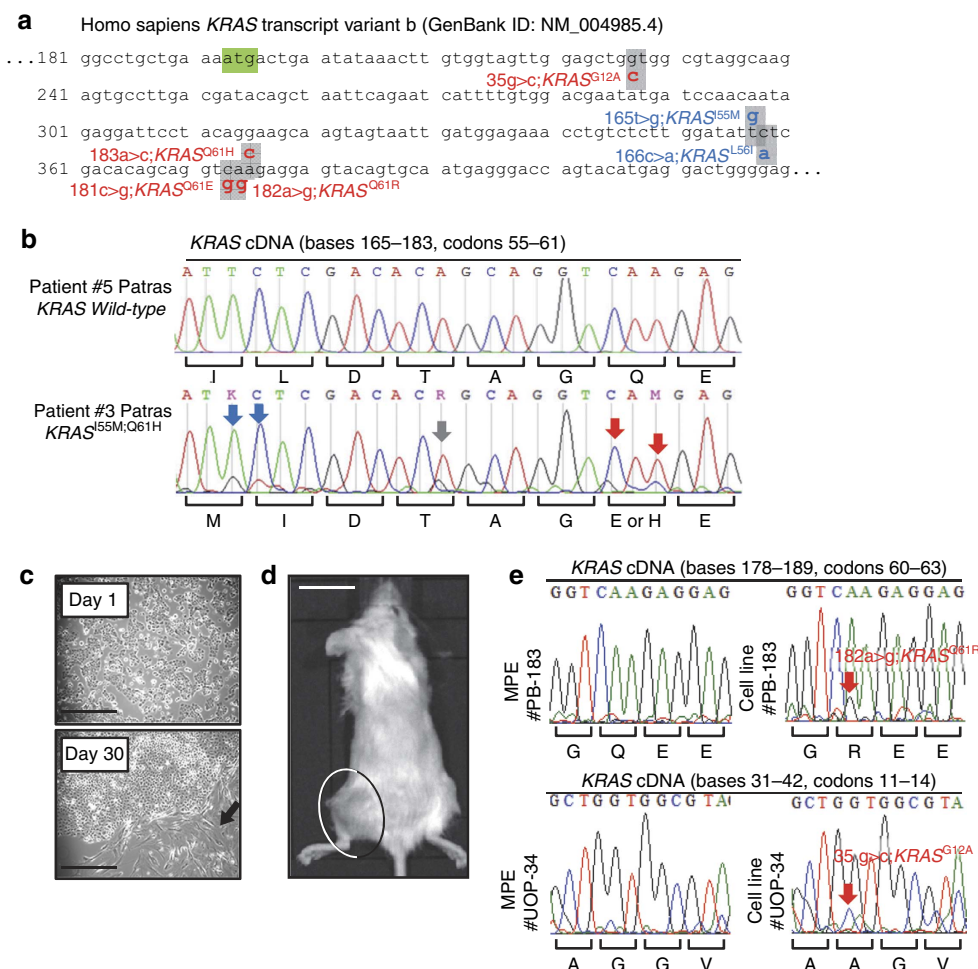 a
Homo sapiens KRAS transcript variant b (GenBank ID: NM_004985.4)
...181 ggcctgctga aaatgactga atataaactt gtggtagttg gagctggtgg cgtaggcaag
35g>c;KRASG12A c
241 agtgccttga cgatacagct aattcagaat cattttgtgg acgaatatga tccaacaata
165t>g;KRASI55M g
301 gaggattcct acaggaagca agtagtaatt gatggagaaa cctgtctctt ggatattctc
183a>c;KRASQ61H c 166c>a;KRASL56I a
361 gacacagcag gtcaagagga gtacagtgca atgagggacc agtacatgag gactggggag...
181c>g;KRASQ61E gg 182a>g;KRASQ61R
b
KRAS cDNA (bases 165–183, codons 55–61)
Patient #5 Patras
KRAS Wild-type
A T T C T C G A C A C A G C A G G T C A A G A G
I L D T A G Q E
Patient #3 Patras
KRASI55M;Q61H
A T K C T C G A C A C R G C A G G T C A M G A G
M I D T A G E or H E
c
Day 1
Day 30
d
e
KRAS cDNA (bases 178–189, codons 60–63)
MPE
#PB-183
G G T C A A G A G G A G
G Q E E
Cell line
#PB-183
G G T C A A G A G G A G
182a>g;KRASQ61R
G R E E
KRAS cDNA (bases 31–42, codons 11–14)
MPE
#UOP-34
G C T G G T G G C G T A
A G G V
Cell line
#UOP-34
G C T G G T G G C G T A
35 g>c;KRASG12A
A A G V